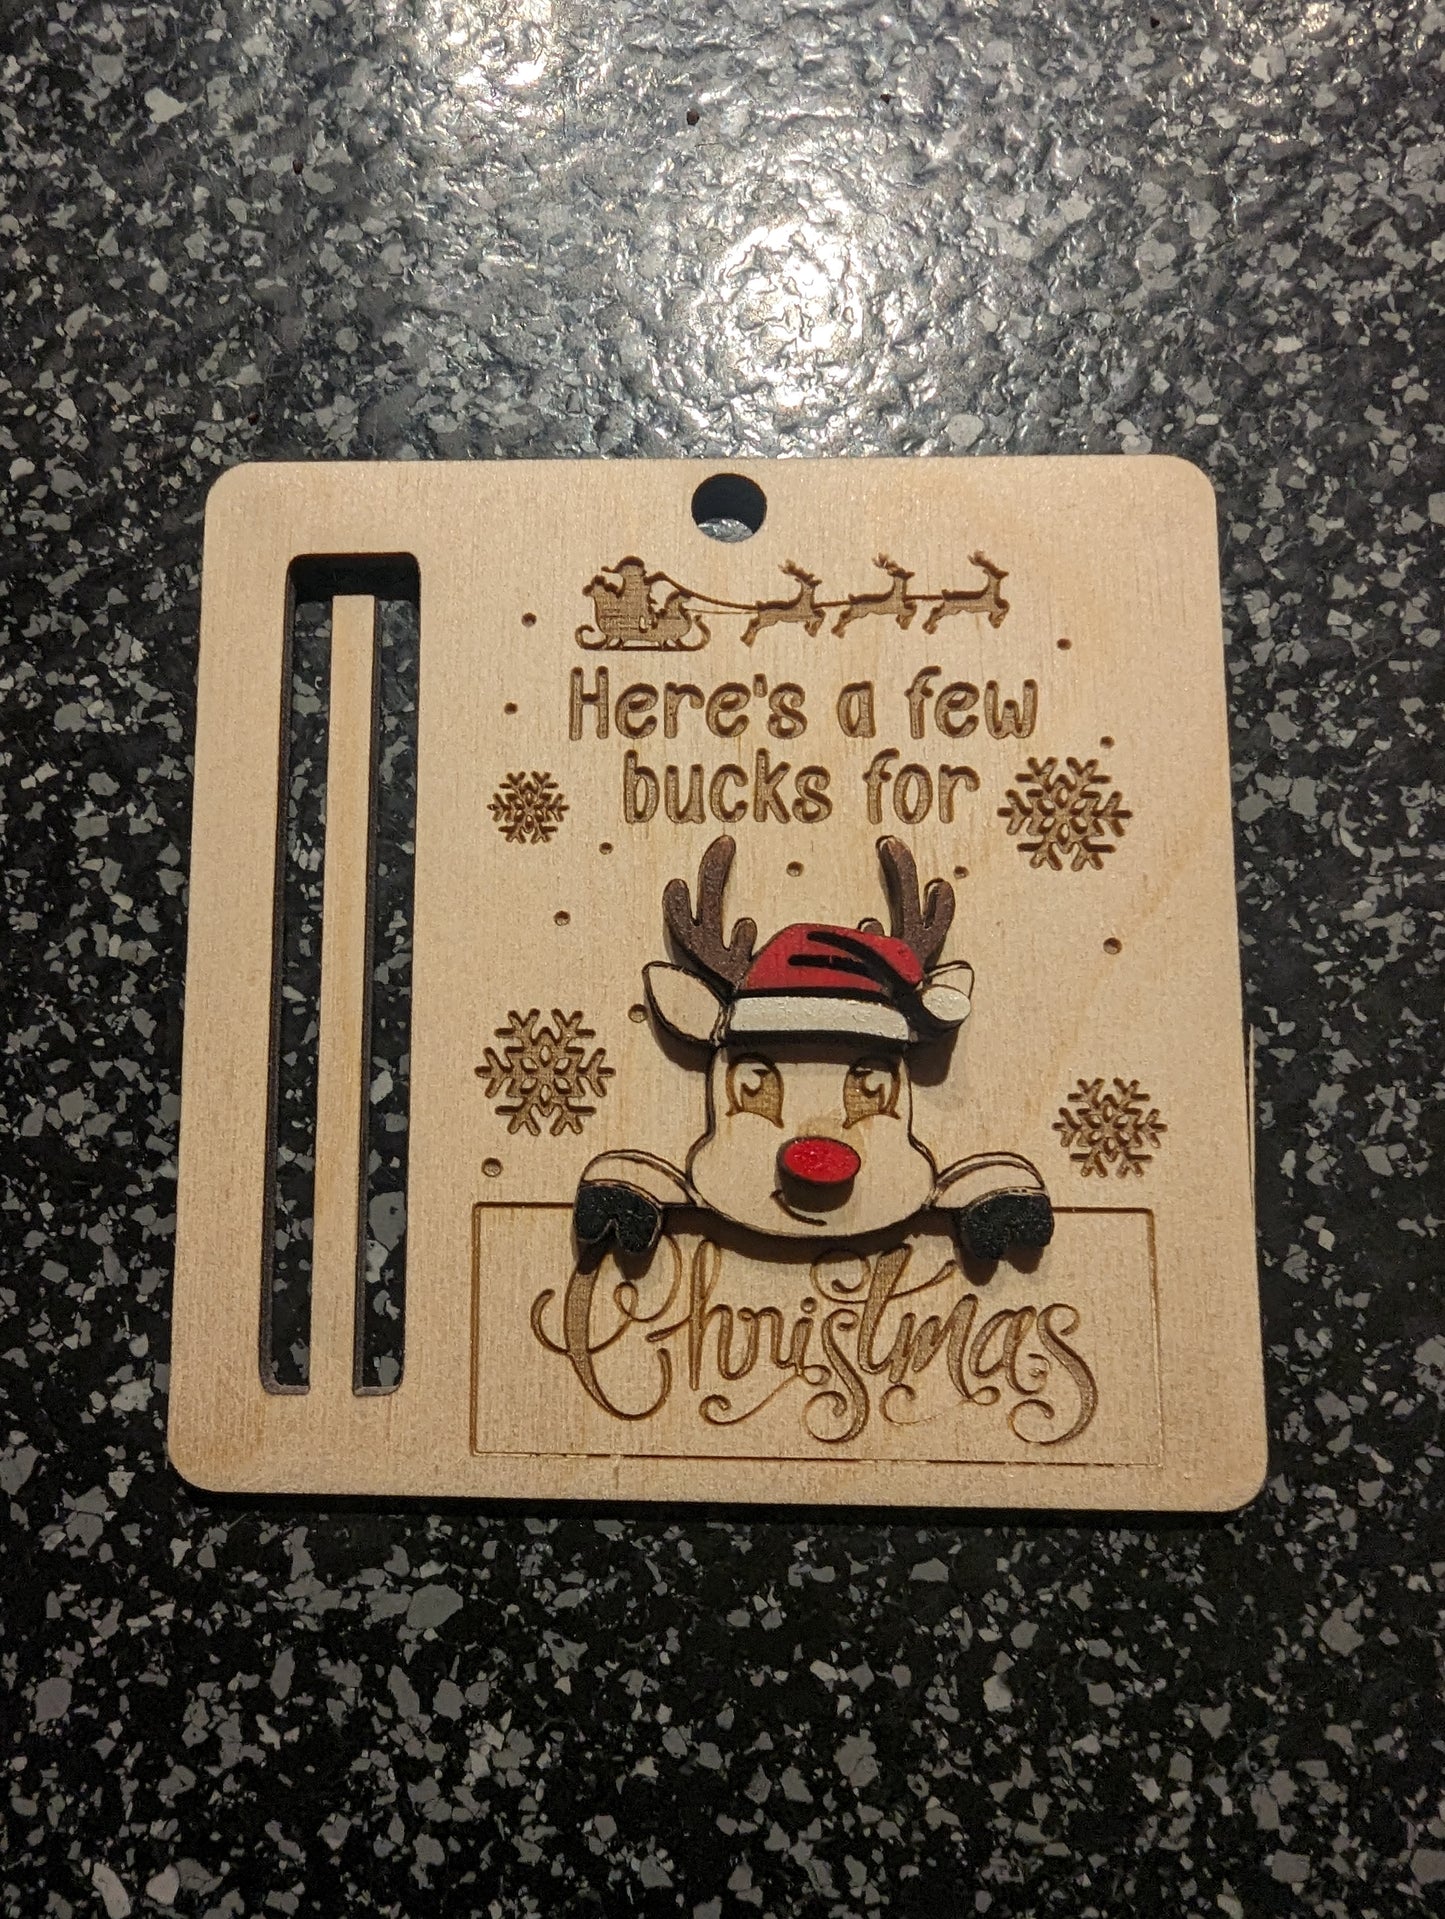 Here's a few
bucks for
Christmas